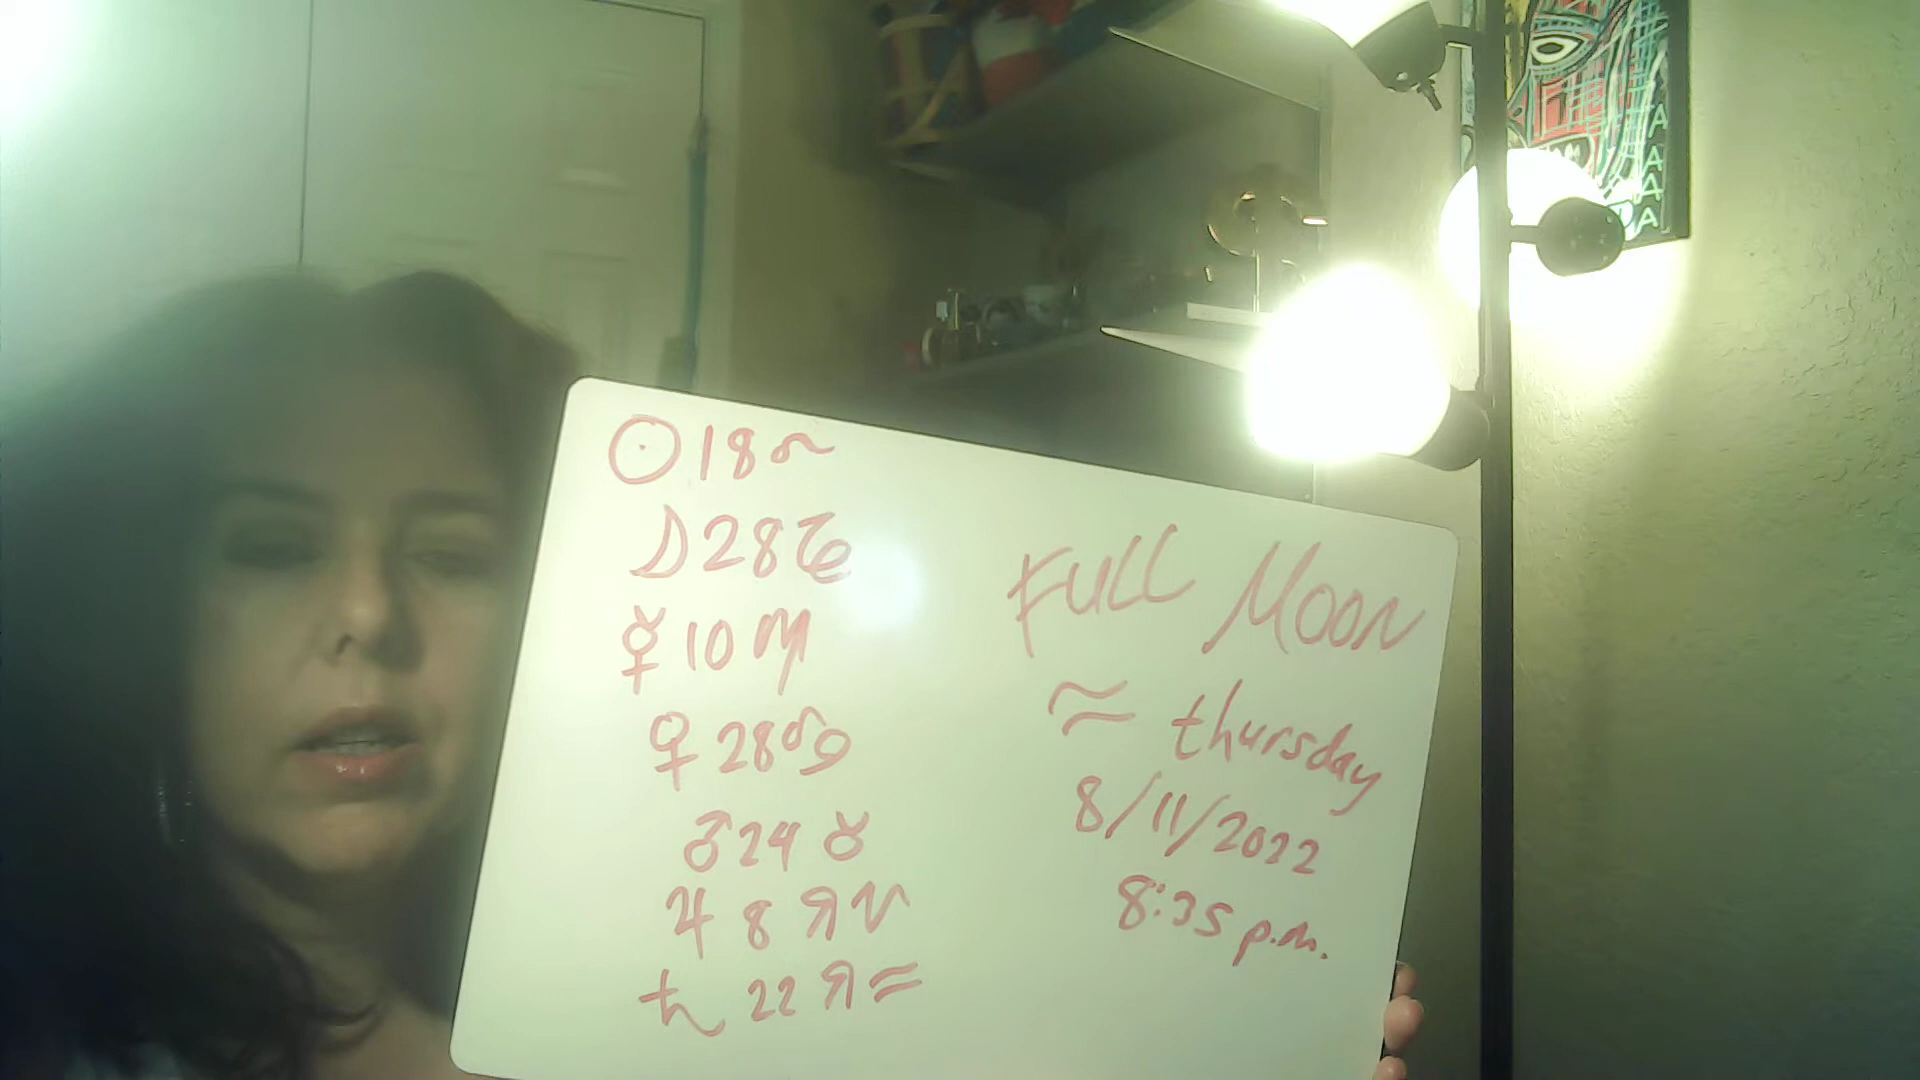 ☉ 18 ♌
☽ 28 ♑
☿ 10 ♍
♀ 28 ♋
♂ 24 ♉
♃ 8 ℞ ♈
♄ 22 ℞ ♒
FULL MOON
♒ thursday
8/11/2022
8:35 p.m.